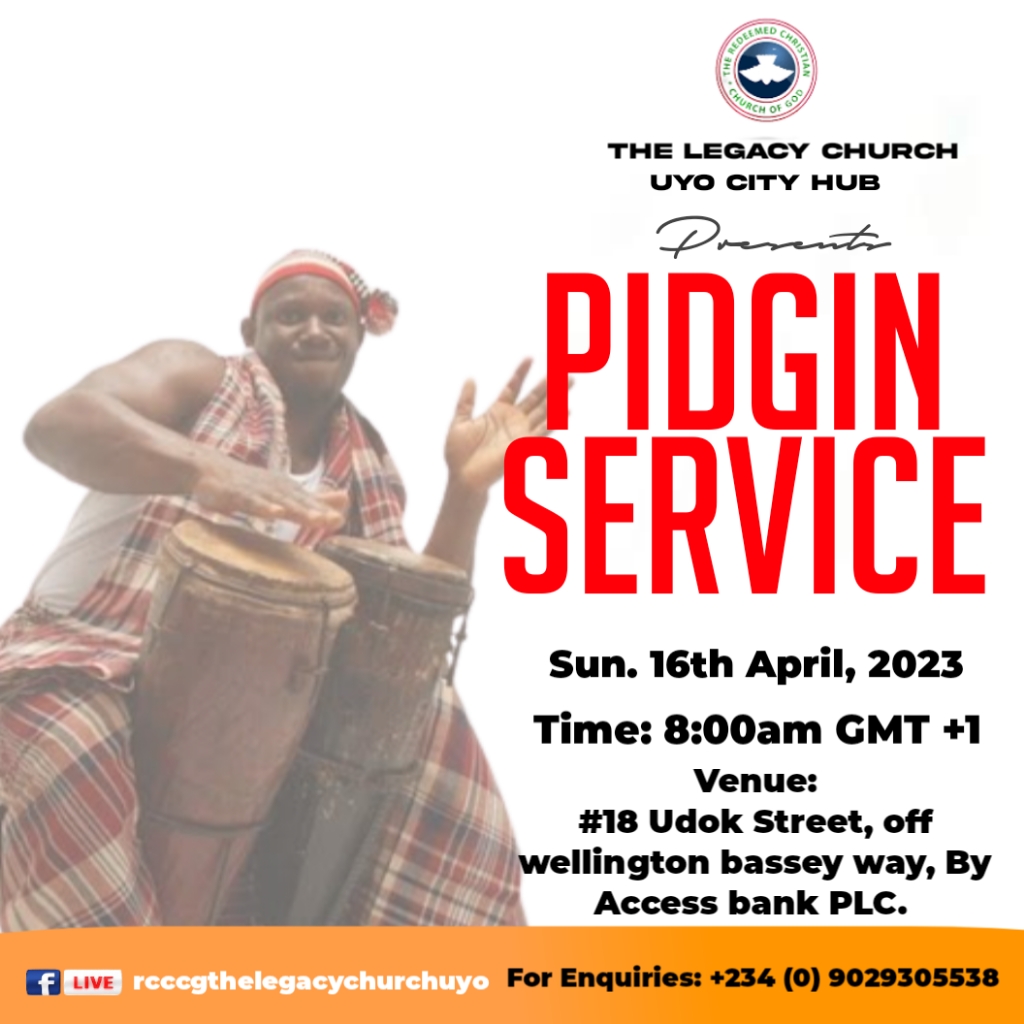 THE REDEEMED CHRISTIAN
CHURCH OF GOD
THE LEGACY CHURCH
UYO CITY HUB
Presents
PIDGIN
SERVICE
Sun. 16th April, 2023
Time: 8:00am GMT +1
Venue:
#18 Udok Street, off
wellington bassey way, By
Access bank PLC.
f LIVE rcccgthelegacychurchuyo
For Enquiries: +234 (0) 9029305538